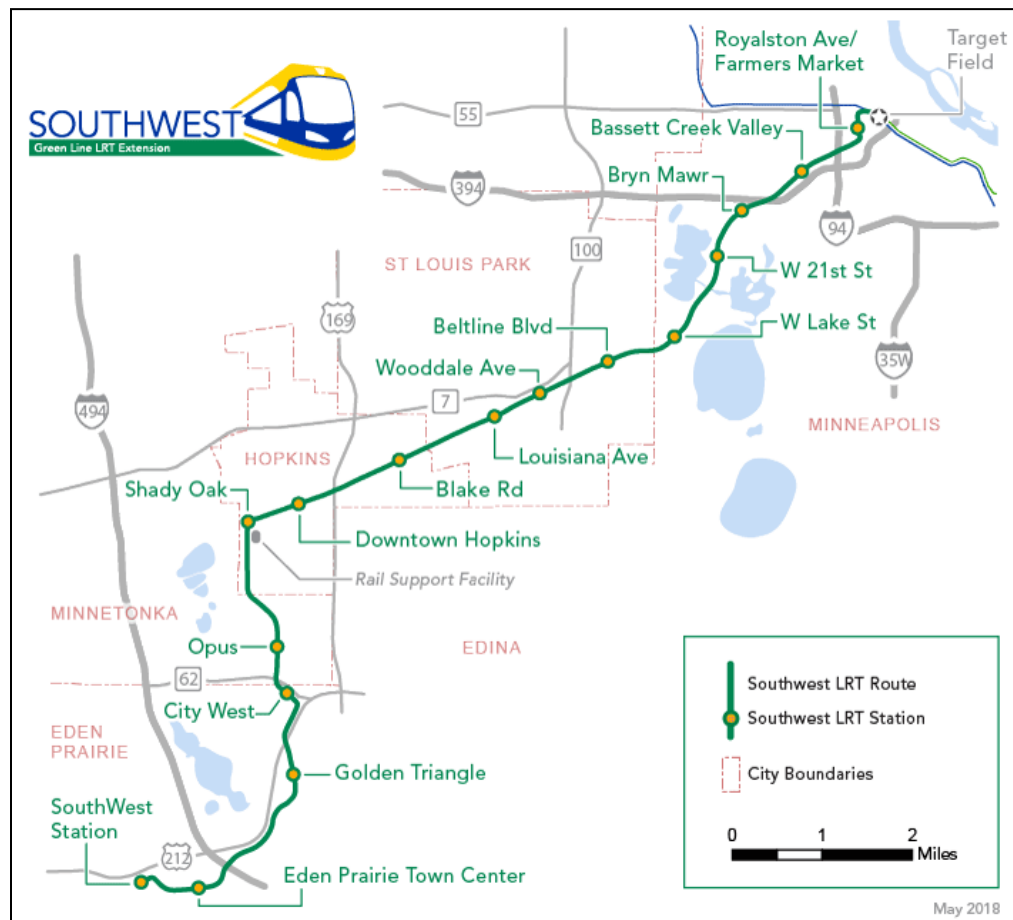 Royalston Ave/
Farmers Market
Target
Field
SOUTHWEST
Green Line LRT Extension
55
Bassett Creek Valley
Bryn Mawr
394
94
100
ST LOUIS PARK
W 21st St
169
Beltline Blvd
W Lake St
Wooddale Ave
35W
7
494
MINNEAPOLIS
HOPKINS
Louisiana Ave
Shady Oak
Blake Rd
Downtown Hopkins
Rail Support Facility
MINNETONKA
Opus
EDINA
62
City West
EDEN
PRAIRIE
Golden Triangle
SouthWest
Station
212
Eden Prairie Town Center
Southwest LRT Route
Southwest LRT Station
City Boundaries
0 1 2
Miles
May 2018